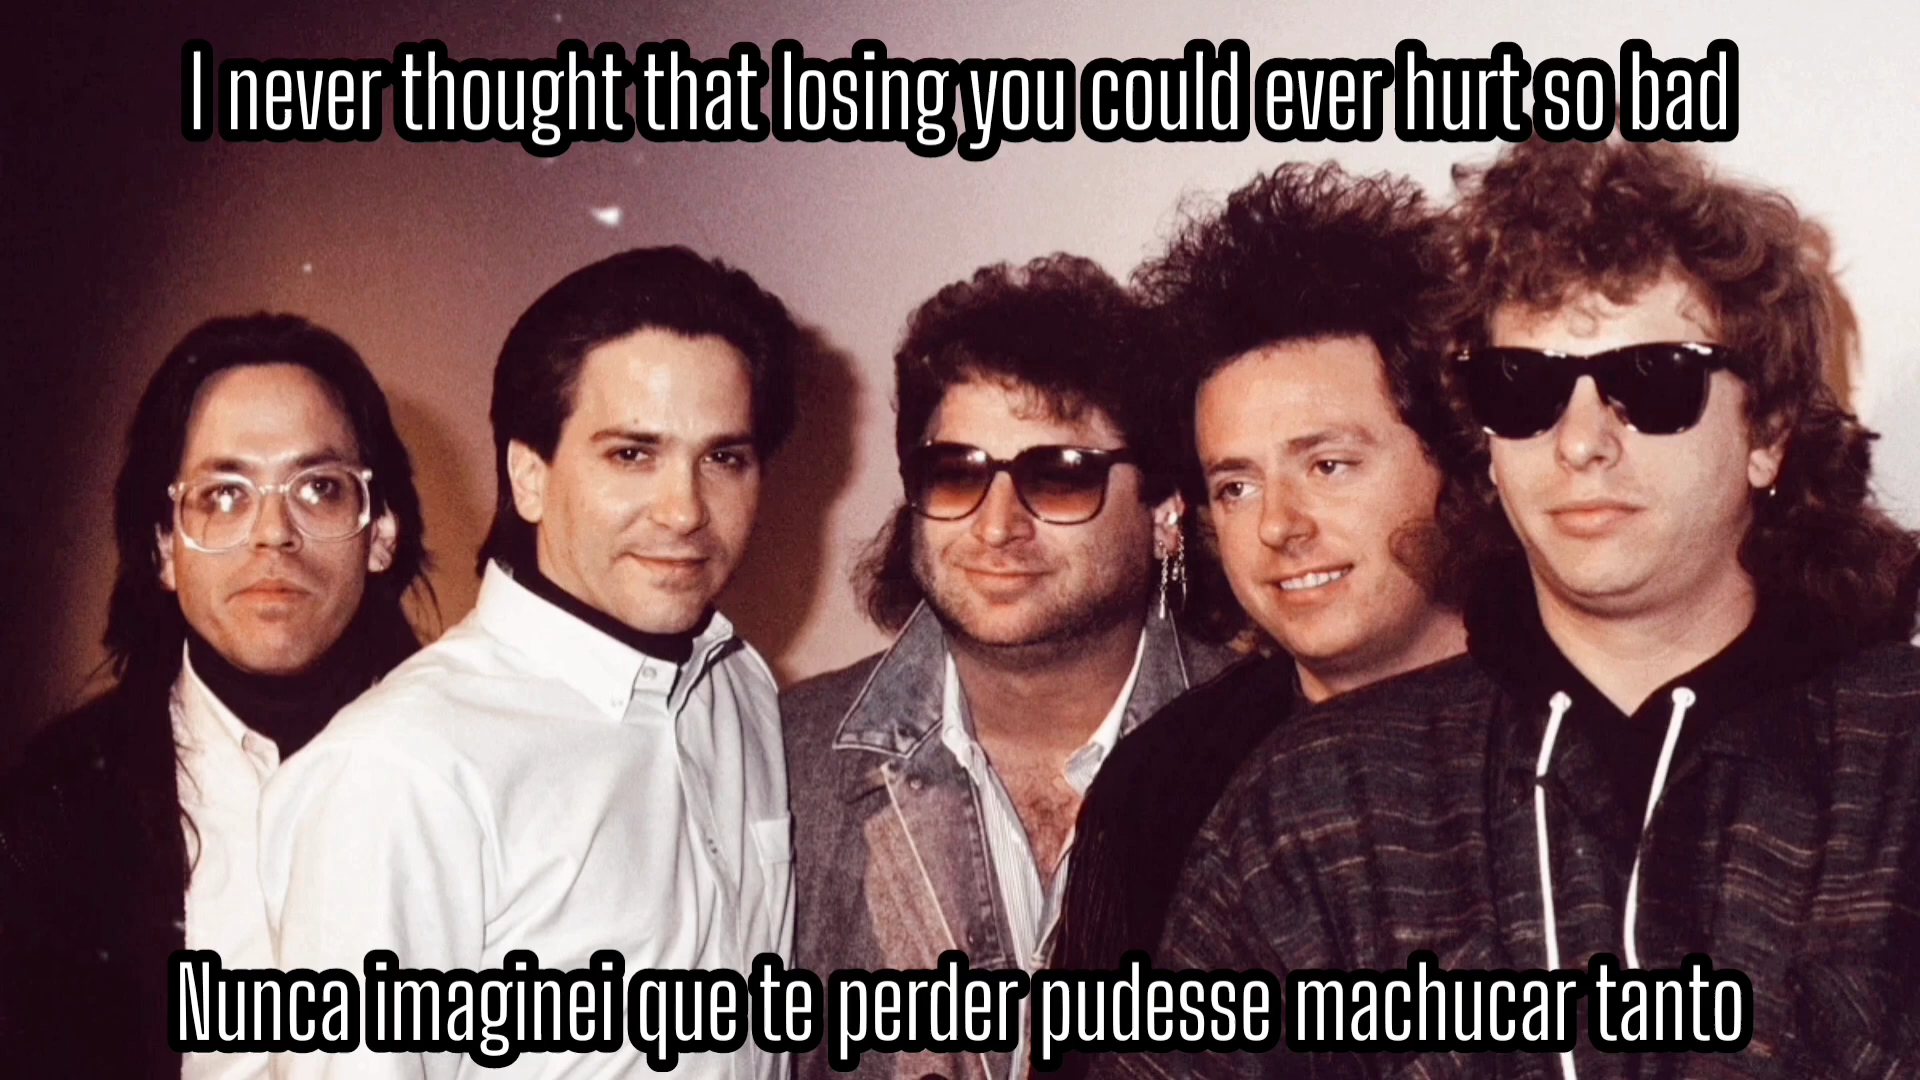 I never thought that losing you could ever hurt so bad
Nunca imaginei que te perder pudesse machucar tanto